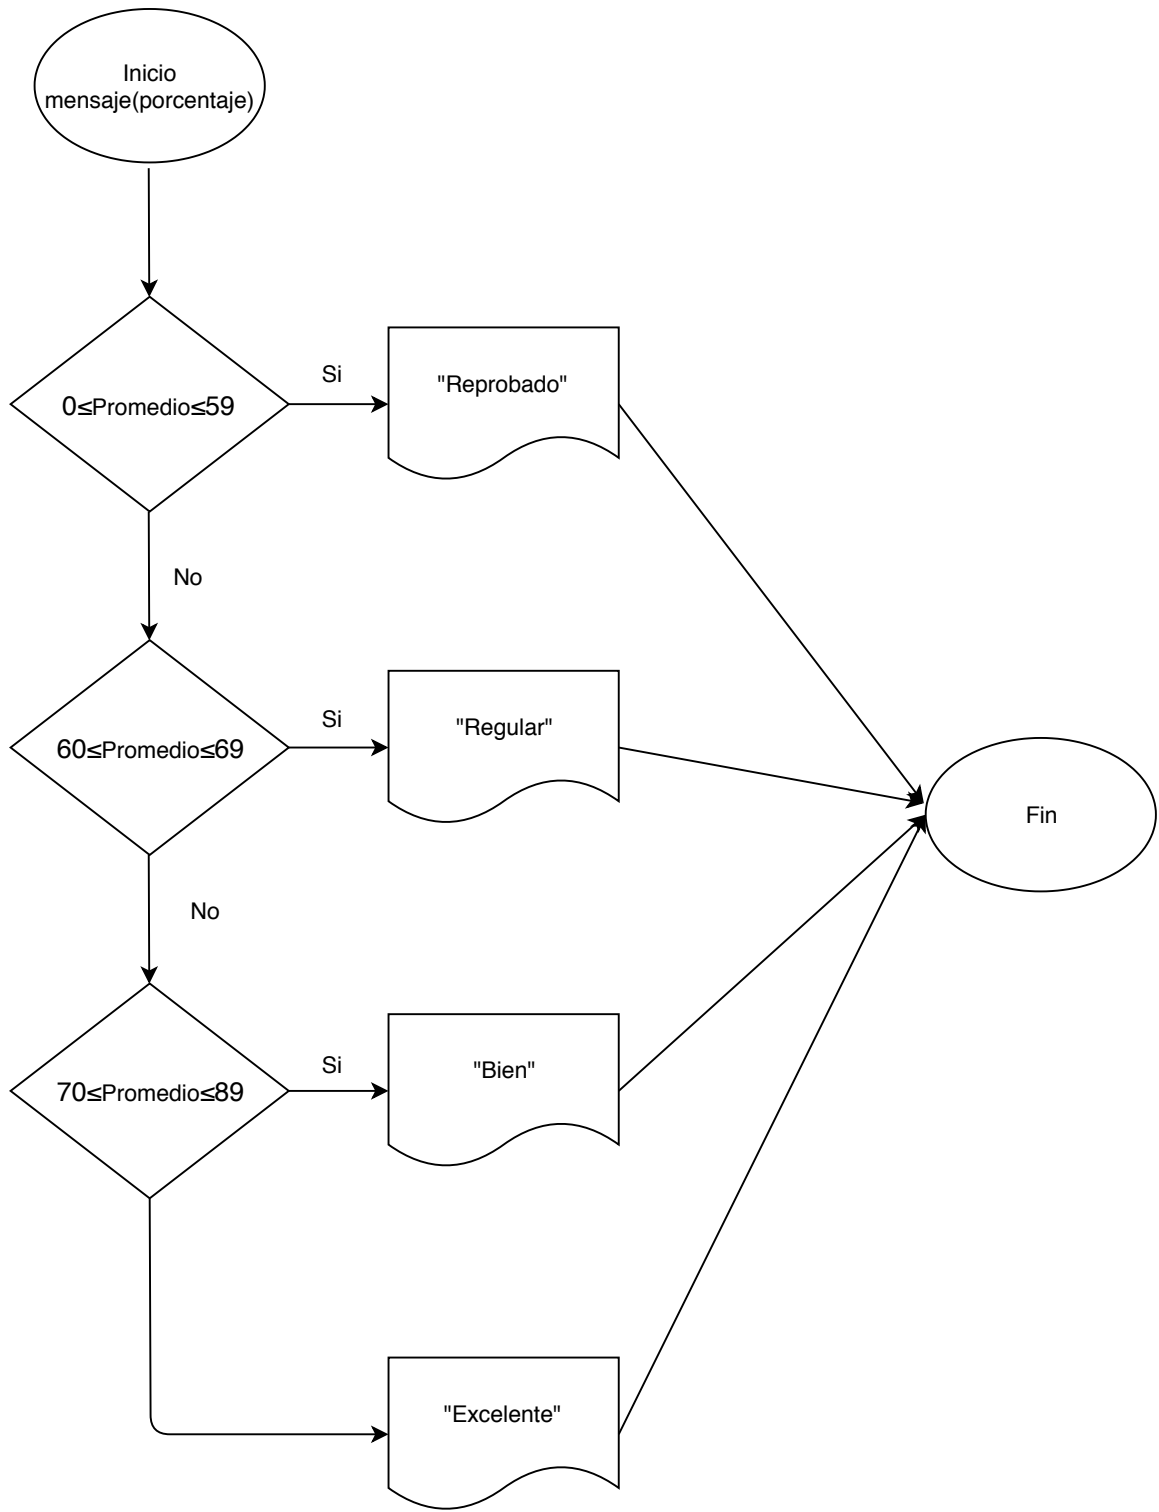 Inicio
mensaje(porcentaje)
Si
"Reprobado"
0≤Promedio≤59
No
Si
"Regular"
60≤Promedio≤69
Fin
No
Si
"Bien"
70≤Promedio≤89
"Excelente"